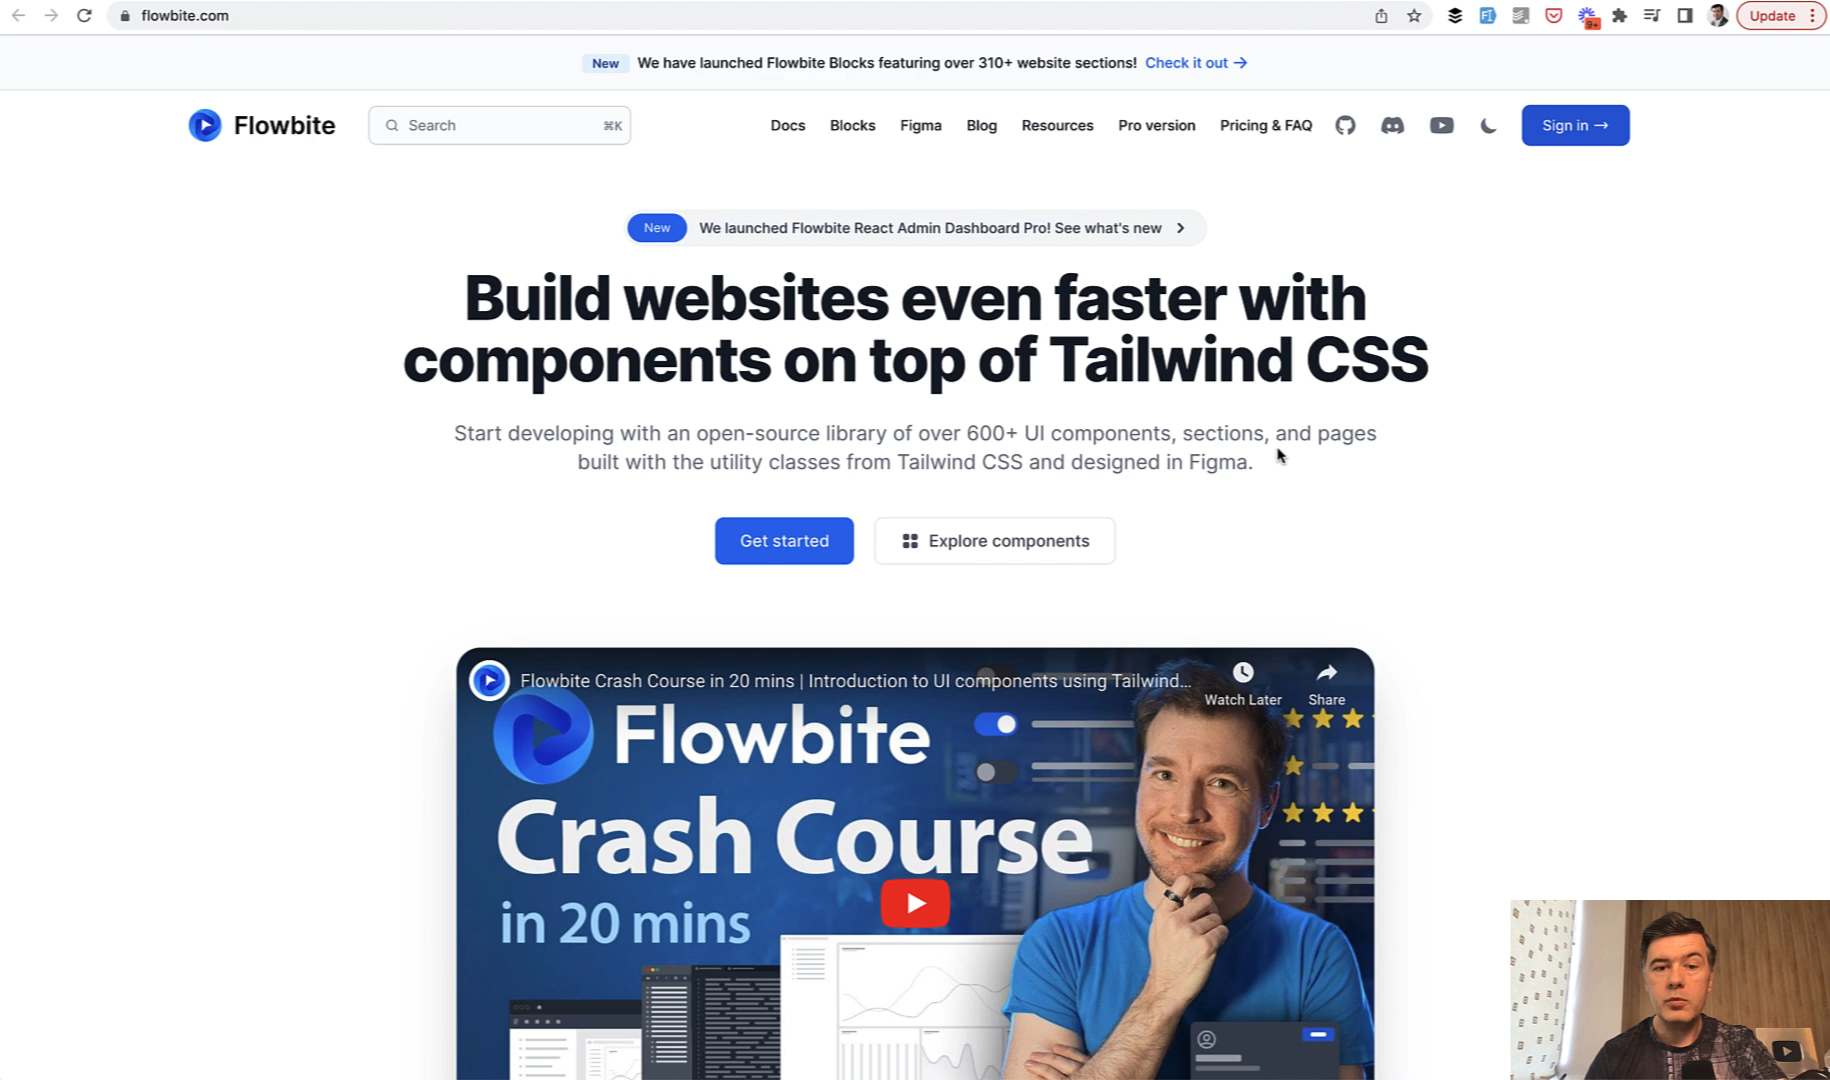 flowbite.com
9+
Update
New We have launched Flowbite Blocks featuring over 310+ website sections! Check it out →
Flowbite
Search ⌘K
Docs Blocks Figma Blog Resources Pro version Pricing & FAQ
Sign in →
New We launched Flowbite React Admin Dashboard Pro! See what's new
Build websites even faster with
components on top of Tailwind CSS
Start developing with an open-source library of over 600+ UI components, sections, and pages
built with the utility classes from Tailwind CSS and designed in Figma.
Get started
Explore components
Flowbite Crash Course in 20 mins | Introduction to UI components using Tailwind...
Watch Later
Share
Flowbite
Crash Course
in 20 mins